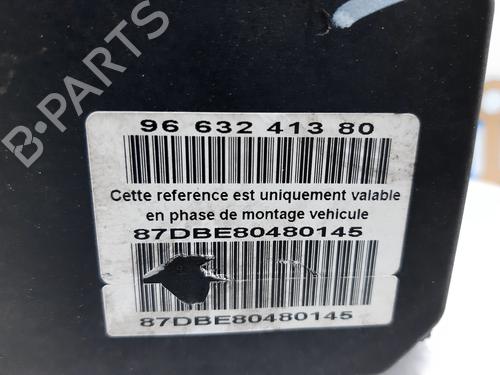 B-PARTS
96 632 413 80
Cette reference est uniquement valable
en phase de montage vehicule
87DBE80480145
87DBE80480145